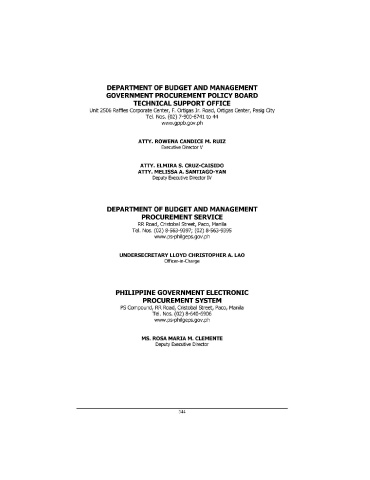 DEPARTMENT OF BUDGET AND MANAGEMENT
GOVERNMENT PROCUREMENT POLICY BOARD
TECHNICAL SUPPORT OFFICE
Unit 2506 Raffles Corporate Center, F. Ortigas Jr. Road, Ortigas Center, Pasig City
Tel. Nos. (02) 7-900-6741 to 44
www.gppb.gov.ph
ATTY. ROWENA CANDICE M. RUIZ
Executive Director V
ATTY. ELMIRA S. CRUZ-CAISIDO
ATTY. MELISSA A. SANTIAGO-YAN
Deputy Executive Director IV
DEPARTMENT OF BUDGET AND MANAGEMENT
PROCUREMENT SERVICE
RR Road, Cristobal Street, Paco, Manila
Tel. Nos. (02) 8-563-9397; (02) 8-563-9395
www.ps-philgeps.gov.ph
UNDERSECRETARY LLOYD CHRISTOPHER A. LAO
Officer-in-Charge
PHILIPPINE GOVERNMENT ELECTRONIC
PROCUREMENT SYSTEM
PS Compound, RR Road, Cristobal Street, Paco, Manila
Tel. Nos. (02) 8-640-6906
www.ps-philgeps.gov.ph
MS. ROSA MARIA M. CLEMENTE
Deputy Executive Director